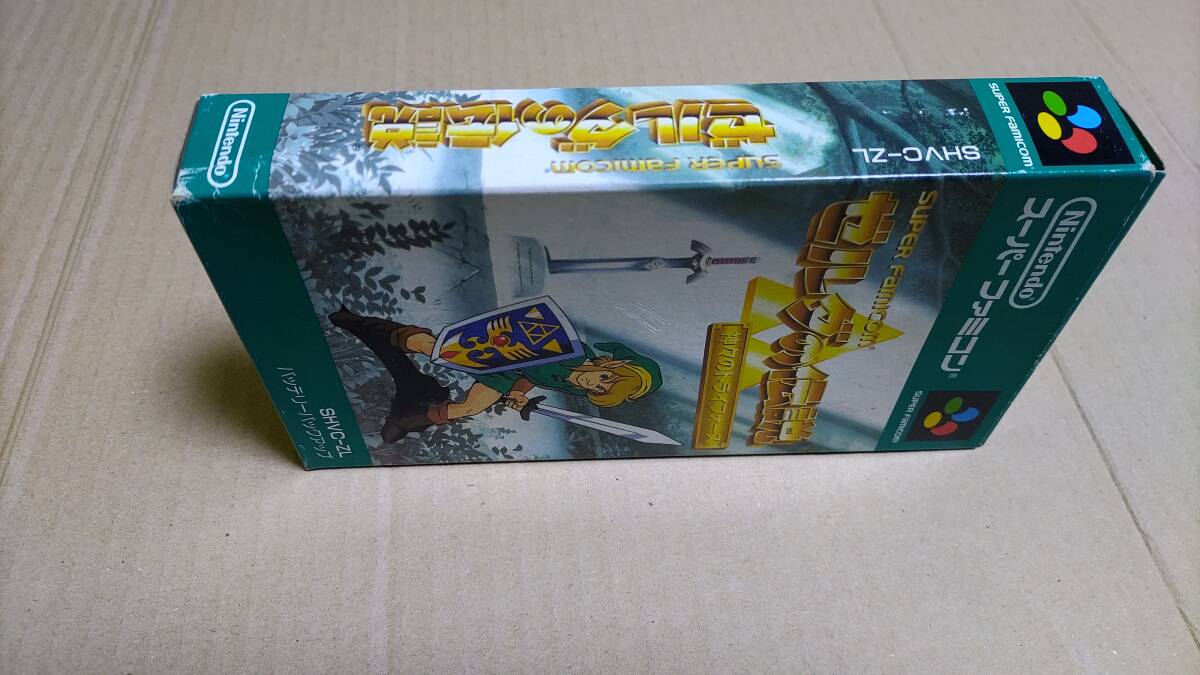 Nintendo
ゼルダの伝説
SUPER FAMICOM
SHVC-ZL
SUPER FAMICOM
Nintendo
スーパーファミコン®
SUPER FAMICOM
SUPER FAMICOM®
ゼルダの伝説
神々のトライフォース
SHVC-ZL
バッテリーバックアップ